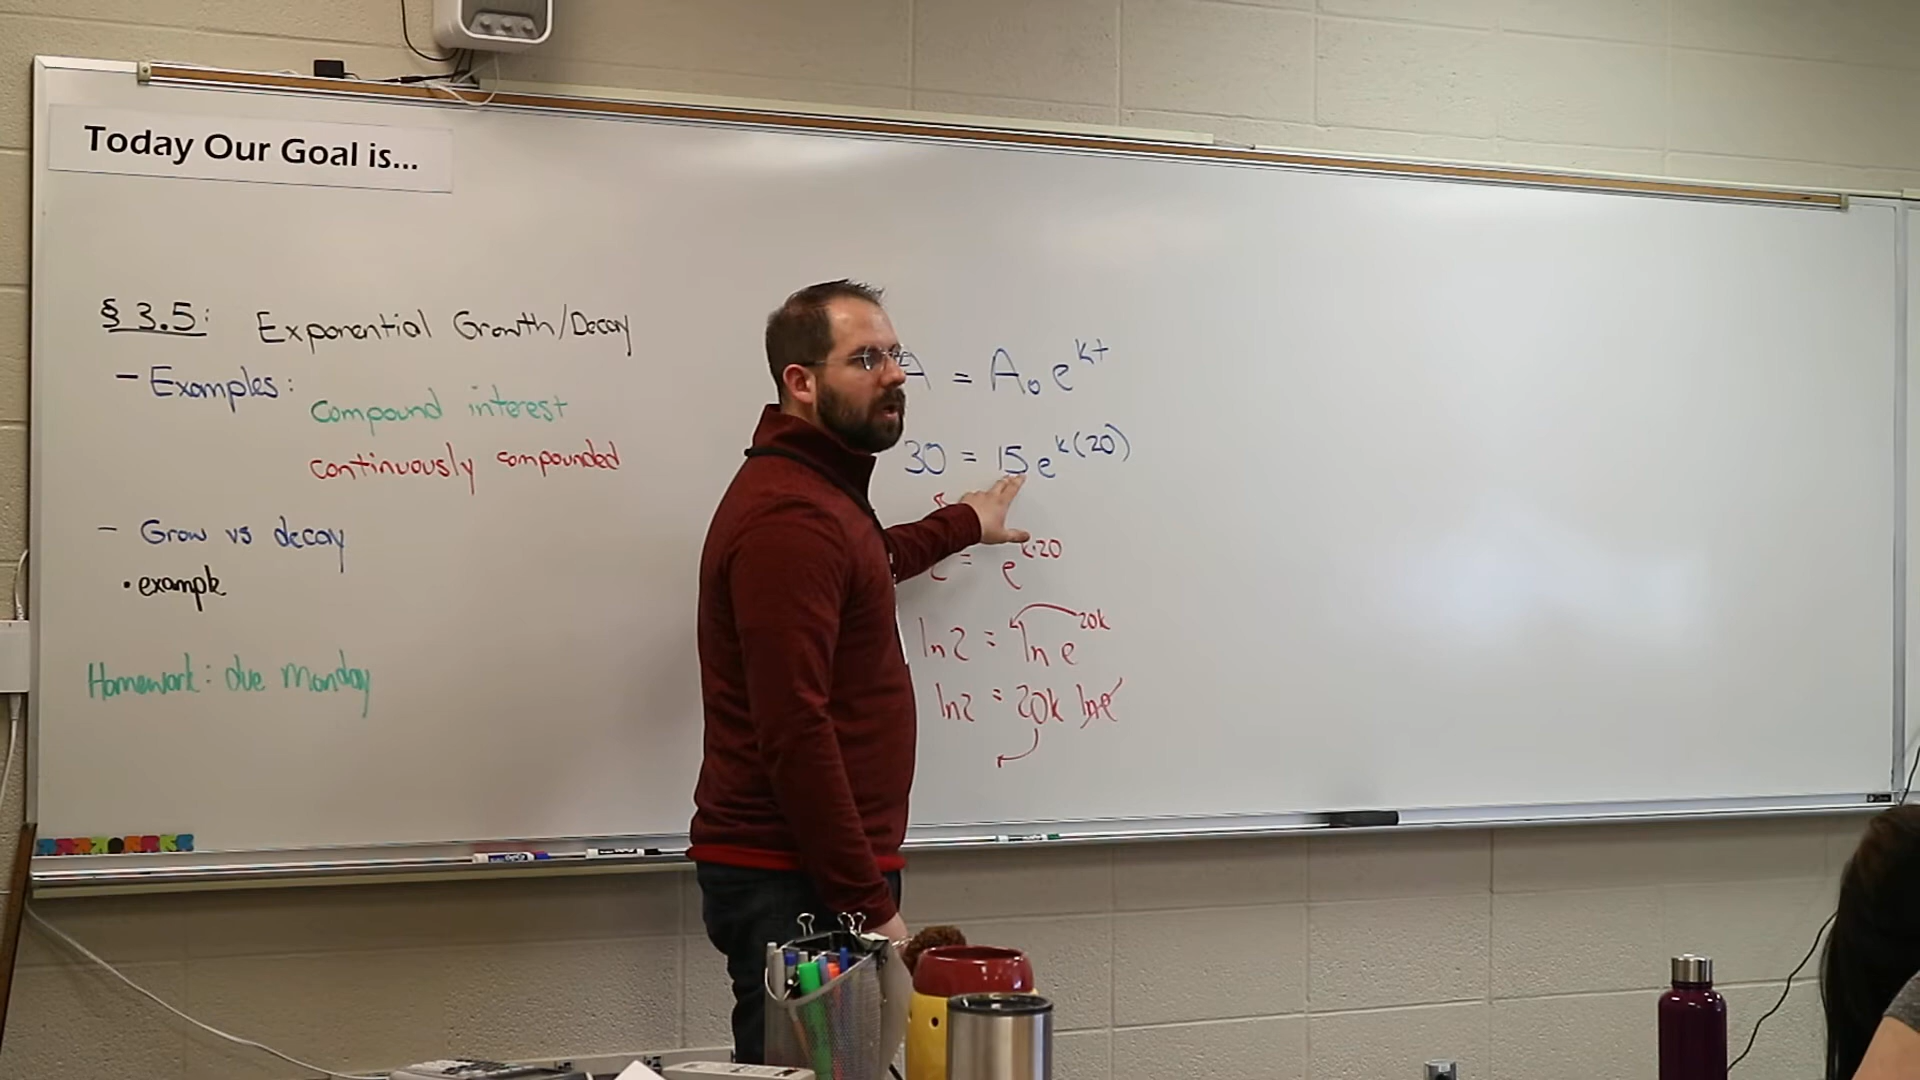 Today Our Goal is...
§ 3.5: Exponential Growth/Decay
- Examples:
compound interest
continuously compounded
- Grow vs decay
• example
Homework: due Monday
A = A₀ e^kt
30 = 15 e^k(20)
2 = e^k·20
ln 2 = ln e^20k
ln 2 = 20k ln e